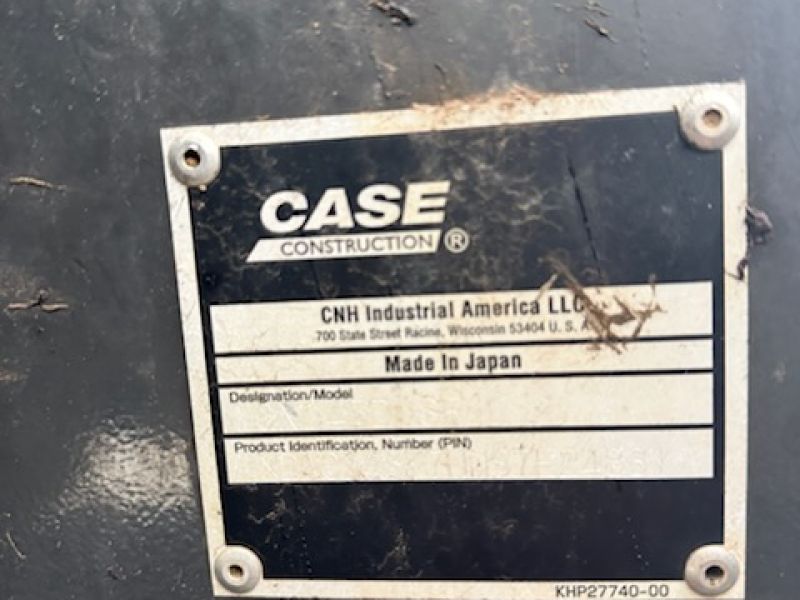 CASE
CONSTRUCTION ®
CNH Industrial America LLC
700 State Street Racine, Wisconsin 53404 U. S. A
Made In Japan
Designation/Model
Product Identification, Number (PIN)
KHP27740-00